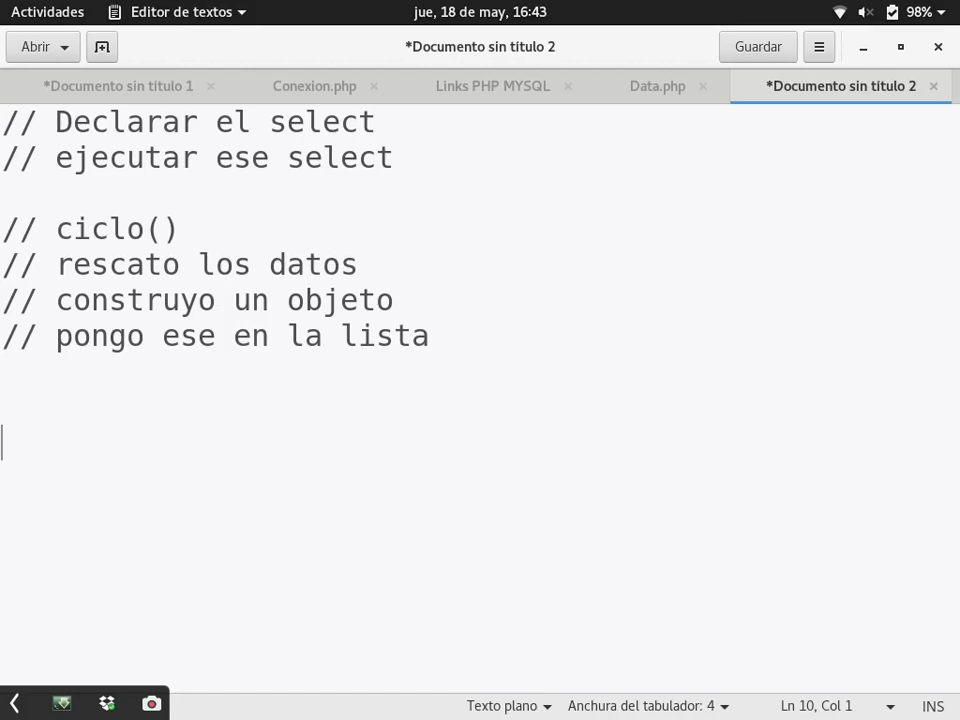 Actividades Editor de textos jue, 18 de may, 16:43 98%
Abrir *Documento sin título 2 Guardar
*Documento sin título 1 Conexion.php Links PHP MYSQL Data.php *Documento sin título 2
// Declarar el select
// ejecutar ese select
// ciclo()
// rescato los datos
// construyo un objeto
// pongo ese en la lista
Texto plano Anchura del tabulador: 4 Ln 10, Col 1 INS